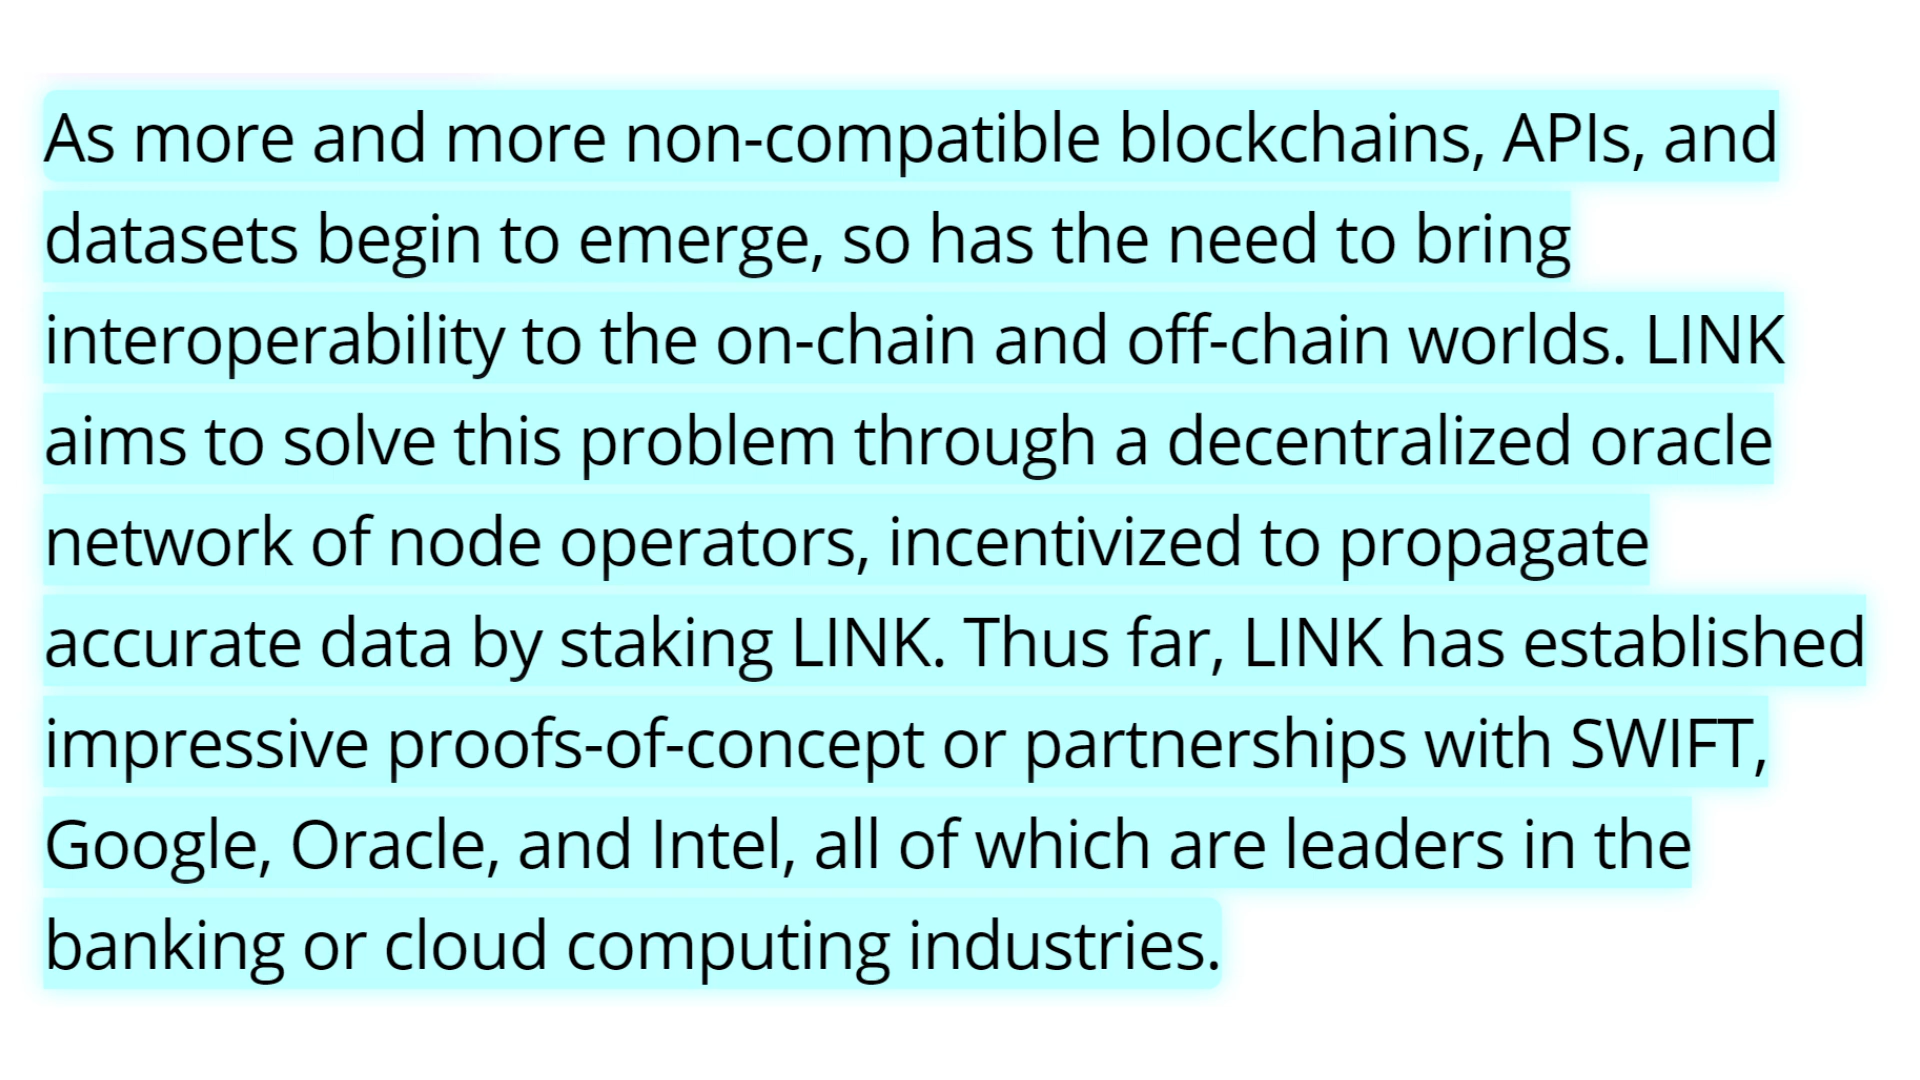 As more and more non-compatible blockchains, APIs, and
datasets begin to emerge, so has the need to bring
interoperability to the on-chain and off-chain worlds. LINK
aims to solve this problem through a decentralized oracle
network of node operators, incentivized to propagate
accurate data by staking LINK. Thus far, LINK has established
impressive proofs-of-concept or partnerships with SWIFT,
Google, Oracle, and Intel, all of which are leaders in the
banking or cloud computing industries.